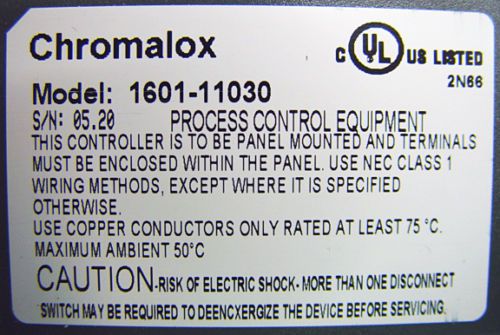 Chromalox
C UL US LISTED
2N66
Model: 1601-11030
S/N: 05.20 PROCESS CONTROL EQUIPMENT
THIS CONTROLLER IS TO BE PANEL MOUNTED AND TERMINALS
MUST BE ENCLOSED WITHIN THE PANEL. USE NEC CLASS 1
WIRING METHODS, EXCEPT WHERE IT IS SPECIFIED
OTHERWISE.
USE COPPER CONDUCTORS ONLY RATED AT LEAST 75 °C.
MAXIMUM AMBIENT 50°C
CAUTION-RISK OF ELECTRIC SHOCK- MORE THAN ONE DISCONNECT
SWITCH MAY BE REQUIRED TO DEENCXERGIZE THE DEVICE BEFORE SERVICING.